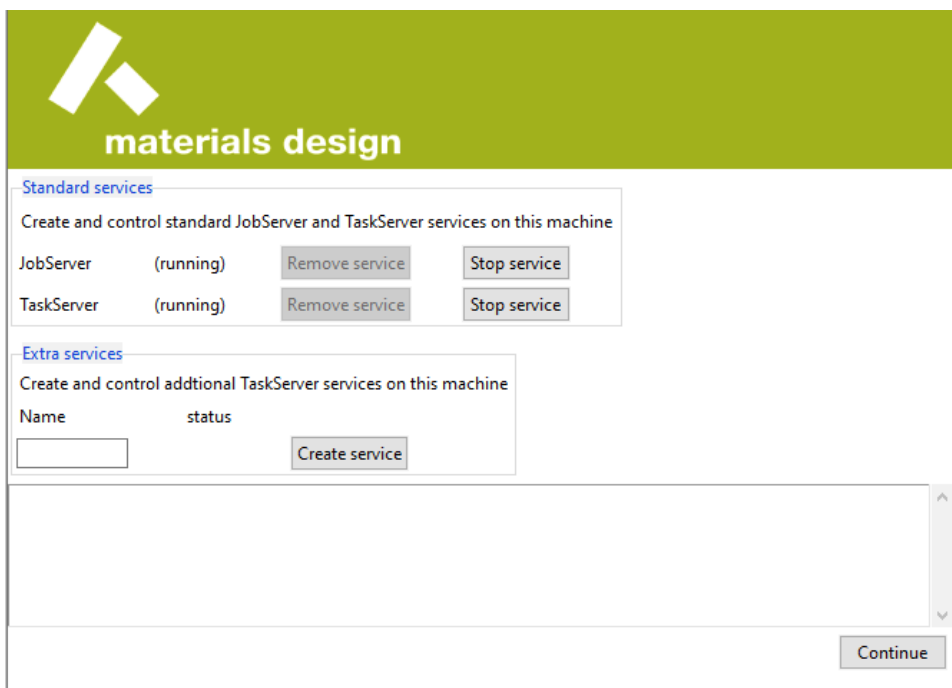 materials design
Standard services
Create and control standard JobServer and TaskServer services on this machine
JobServer (running) Remove service Stop service
TaskServer (running) Remove service Stop service
Extra services
Create and control addtional TaskServer services on this machine
Name status
Create service
Continue